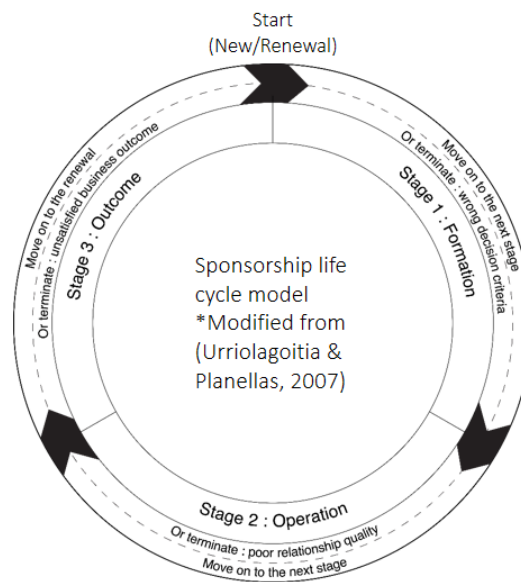 Start
(New/Renewal)
Move on to the next stage
Or terminate : wrong decision criteria
Stage 1 : Formation
Stage 2 : Operation
Or terminate : poor relationship quality
Move on to the next stage
Move on to the renewal
Or terminate : unsatisfied business outcome
Stage 3 : Outcome
Sponsorship life
cycle model
*Modified from
(Urriolagoitia &
Planellas, 2007)